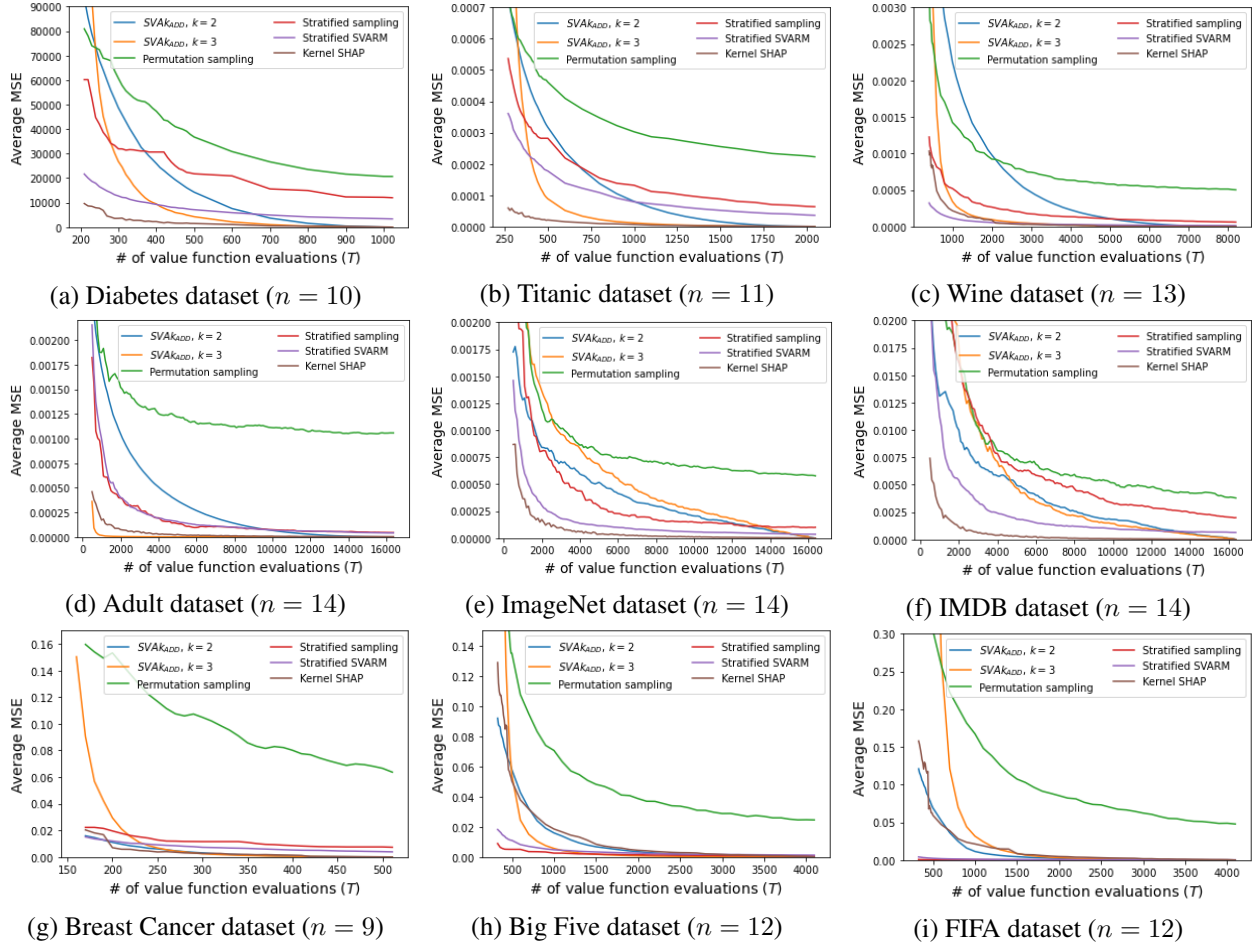 90000
80000
70000
60000
50000
40000
30000
20000
10000
0
Average MSE
SVAkADD, k = 2
SVAkADD, k = 3
Permutation sampling
Stratified sampling
Stratified SVARM
Kernel SHAP
200 300 400 500 600 700 800 900 1000
# of value function evaluations (T)
(a) Diabetes dataset (n = 10)
0.0007
0.0006
0.0005
0.0004
0.0003
0.0002
0.0001
0.0000
Average MSE
SVAkADD, k = 2
SVAkADD, k = 3
Permutation sampling
Stratified sampling
Stratified SVARM
Kernel SHAP
250 500 750 1000 1250 1500 1750 2000
# of value function evaluations (T)
(b) Titanic dataset (n = 11)
0.0030
0.0025
0.0020
0.0015
0.0010
0.0005
0.0000
Average MSE
SVAkADD, k = 2
SVAkADD, k = 3
Permutation sampling
Stratified sampling
Stratified SVARM
Kernel SHAP
1000 2000 3000 4000 5000 6000 7000 8000
# of value function evaluations (T)
(c) Wine dataset (n = 13)
0.00200
0.00175
0.00150
0.00125
0.00100
0.00075
0.00050
0.00025
0.00000
Average MSE
SVAkADD, k = 2
SVAkADD, k = 3
Permutation sampling
Stratified sampling
Stratified SVARM
Kernel SHAP
0 2000 4000 6000 8000 10000 12000 14000 16000
# of value function evaluations (T)
(d) Adult dataset (n = 14)
0.00200
0.00175
0.00150
0.00125
0.00100
0.00075
0.00050
0.00025
0.00000
Average MSE
SVAkADD, k = 2
SVAkADD, k = 3
Permutation sampling
Stratified sampling
Stratified SVARM
Kernel SHAP
0 2000 4000 6000 8000 10000 12000 14000 16000
# of value function evaluations (T)
(e) ImageNet dataset (n = 14)
0.0200
0.0175
0.0150
0.0125
0.0100
0.0075
0.0050
0.0025
0.0000
Average MSE
SVAkADD, k = 2
SVAkADD, k = 3
Permutation sampling
Stratified sampling
Stratified SVARM
Kernel SHAP
0 2000 4000 6000 8000 10000 12000 14000 16000
# of value function evaluations (T)
(f) IMDB dataset (n = 14)
0.16
0.14
0.12
0.10
0.08
0.06
0.04
0.02
0.00
Average MSE
SVAkADD, k = 2
SVAkADD, k = 3
Permutation sampling
Stratified sampling
Stratified SVARM
Kernel SHAP
150 200 250 300 350 400 450 500
# of value function evaluations (T)
(g) Breast Cancer dataset (n = 9)
0.14
0.12
0.10
0.08
0.06
0.04
0.02
0.00
Average MSE
SVAkADD, k = 2
SVAkADD, k = 3
Permutation sampling
Stratified sampling
Stratified SVARM
Kernel SHAP
500 1000 1500 2000 2500 3000 3500 4000
# of value function evaluations (T)
(h) Big Five dataset (n = 12)
0.30
0.25
0.20
0.15
0.10
0.05
0.00
Average MSE
SVAkADD, k = 2
SVAkADD, k = 3
Permutation sampling
Stratified sampling
Stratified SVARM
Kernel SHAP
500 1000 1500 2000 2500 3000 3500 4000
# of value function evaluations (T)
(i) FIFA dataset (n = 12)